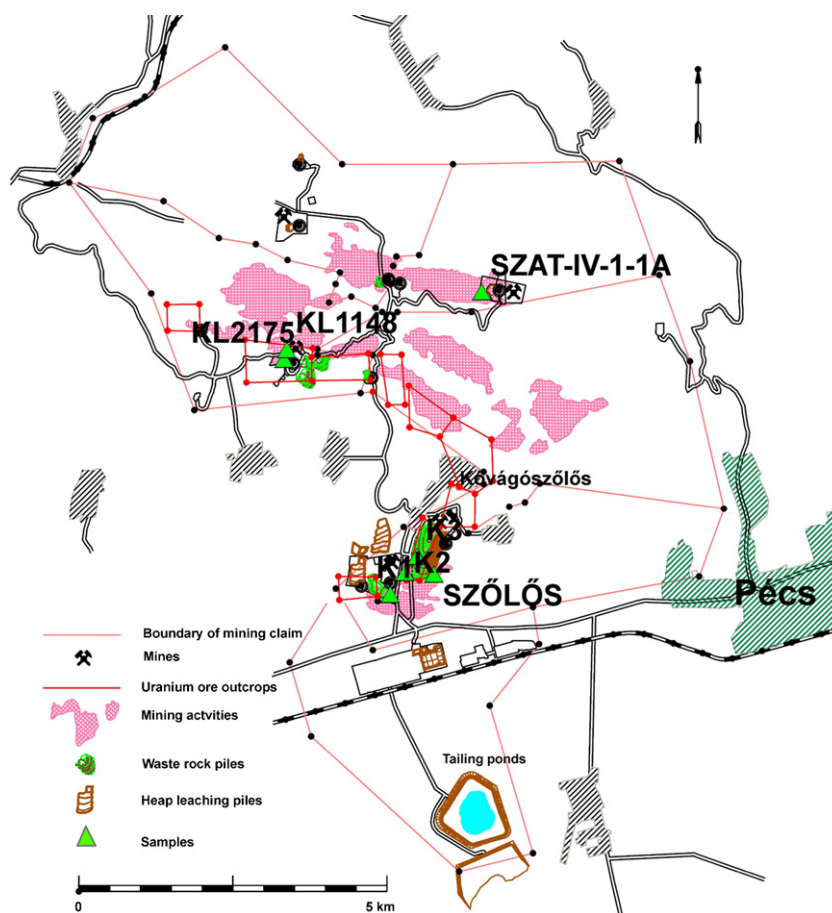 SZAT-IV-1-1A
KL1148
KL2175
Kővágószőlős
K3
K1
K2
SZŐLŐS
Pécs
Boundary of mining claim
Mines
Uranium ore outcrops
Mining actvities
Waste rock piles
Tailing ponds
Heap leaching piles
Samples
0
5 km